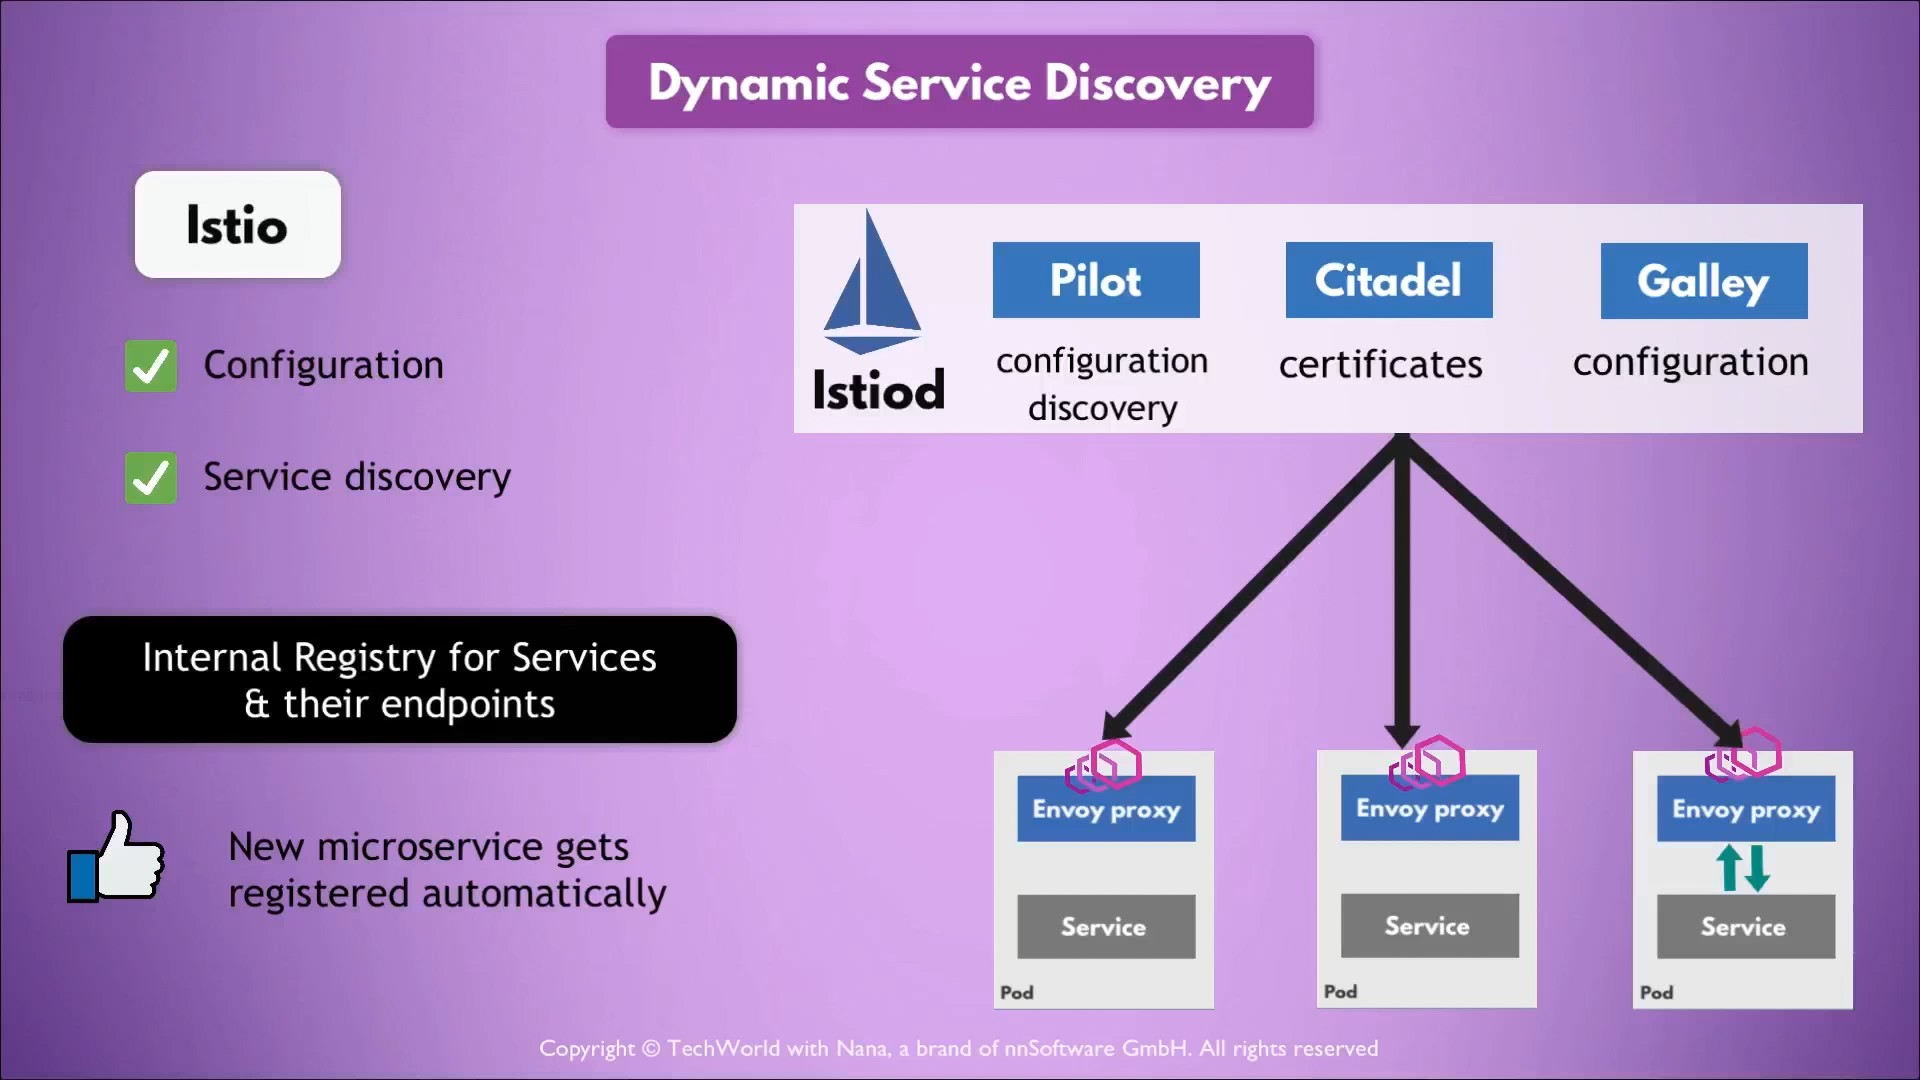 Dynamic Service Discovery
Istio
Configuration
Service discovery
Internal Registry for Services
& their endpoints
New microservice gets
registered automatically
Istiod
Pilot
configuration
discovery
Citadel
certificates
Galley
configuration
Envoy proxy
Service
Pod
Envoy proxy
Service
Pod
Envoy proxy
Service
Pod
Copyright © TechWorld with Nana, a brand of nnSoftware GmbH. All rights reserved